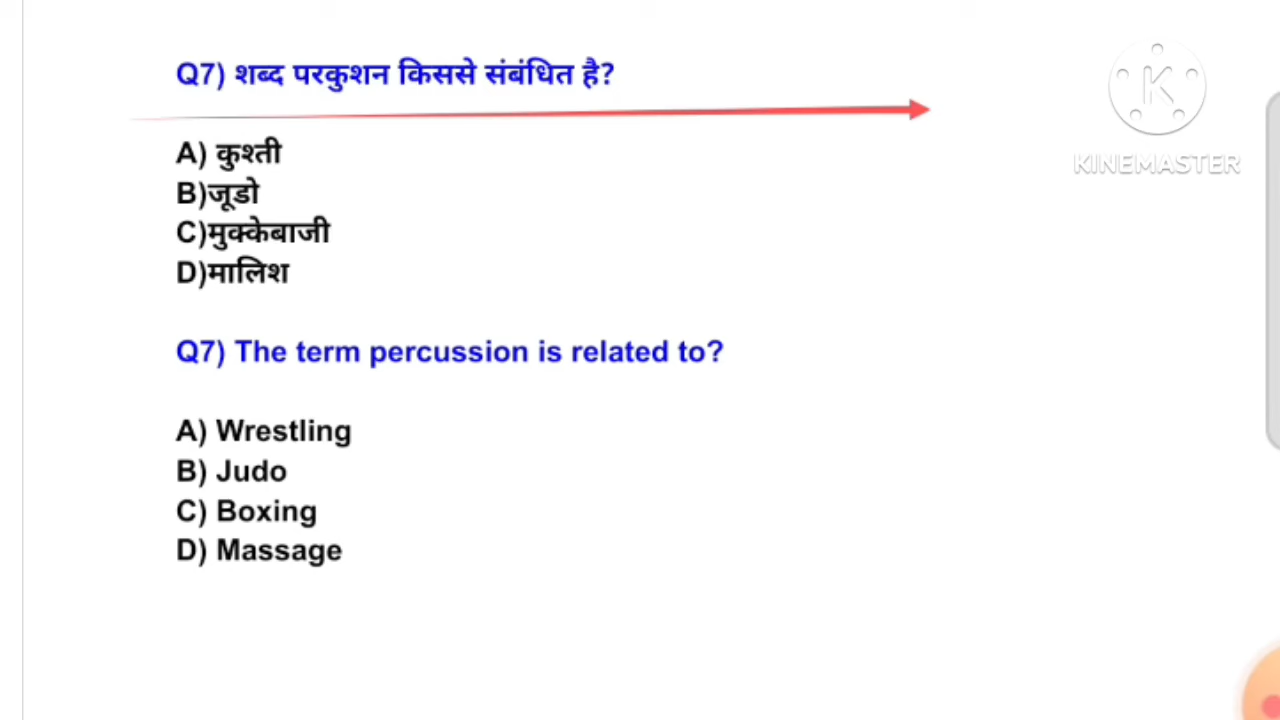 Q7) शब्द परकुशन किससे संबंधित है?
K
KINEMASTER
A) कुश्ती
B)जूडो
C)मुक्केबाजी
D)मालिश
Q7) The term percussion is related to?
A) Wrestling
B) Judo
C) Boxing
D) Massage